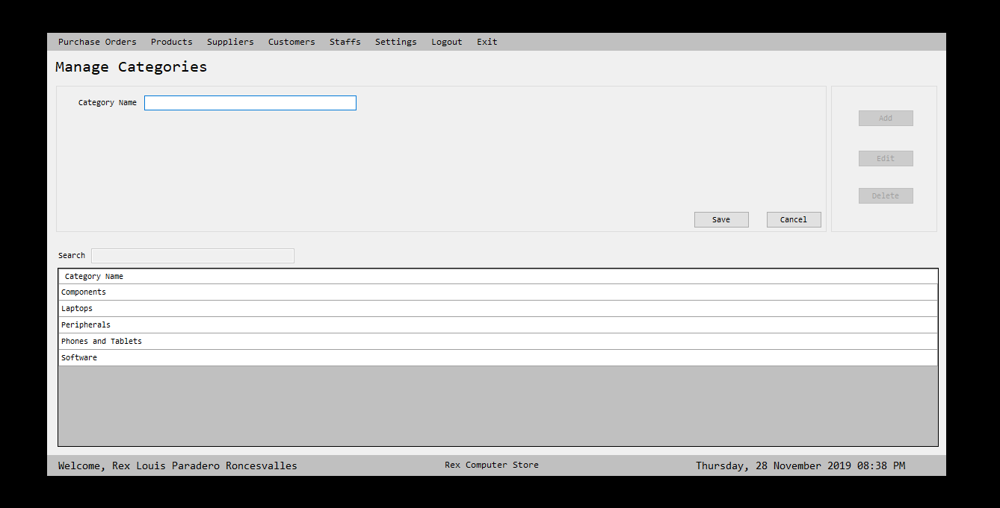 Purchase Orders Products Suppliers Customers Staffs Settings Logout Exit
Manage Categories
Category Name
Add
Edit
Delete
Save Cancel
Search
Category Name
Components
Laptops
Peripherals
Phones and Tablets
Software
Welcome, Rex Louis Paradero Roncesvalles Rex Computer Store Thursday, 28 November 2019 08:38 PM